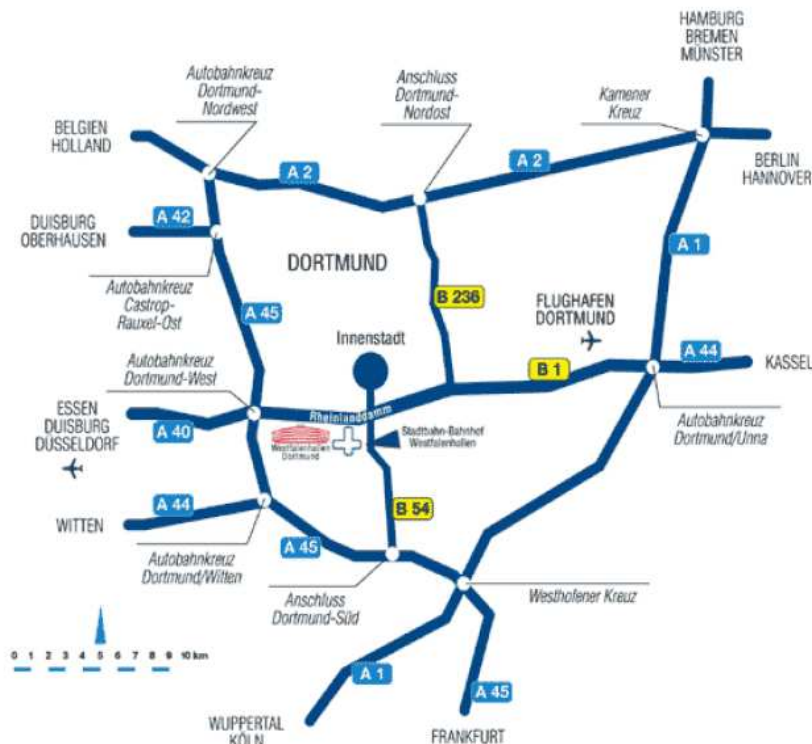 HAMBURG
BREMEN
MÜNSTER
Autobahnkreuz
Dortmund-
Nordwest
Anschluss
Dortmund-
Nordost
Kamener
Kreuz
BELGIEN
HOLLAND
A 2
A 2
BERLIN
HANNOVER
A 42
DUISBURG
OBERHAUSEN
DORTMUND
A 1
Autobahnkreuz
Castrop-
Rauxel-Ost
A 45
B 236
FLUGHAFEN
DORTMUND
Innenstadt
Autobahnkreuz
Dortmund-West
B 1
A 44
KASSEL
ESSEN
DUISBURG
DÜSSELDORF
A 40
Rheinlanddamm
Westfalenhallen
Dortmund
Stadtbahn-Bahnhof
Westfalenhallen
Autobahnkreuz
Dortmund/Unna
A 44
WITTEN
B 54
Autobahnkreuz
Dortmund/Witten
A 45
Anschluss
Dortmund-Süd
Westhofener Kreuz
0 1 2 3 4 5 6 7 8 9 10 km
A 1
A 45
WUPPERTAL
KÖLN
FRANKFURT